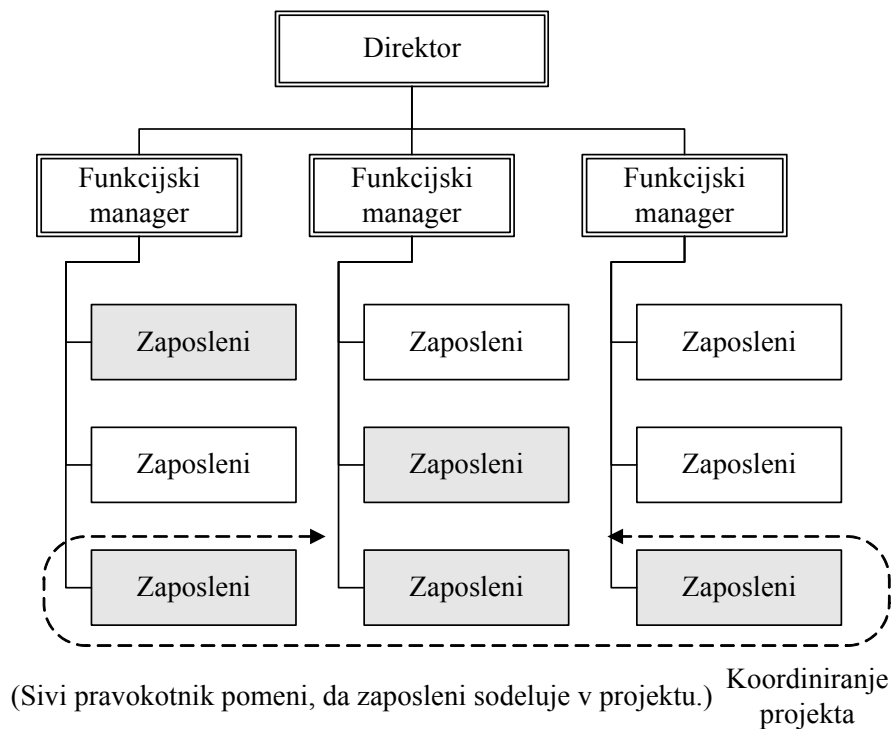 Direktor
Funkcijski
manager
Funkcijski
manager
Funkcijski
manager
Zaposleni
Zaposleni
Zaposleni
Zaposleni
Zaposleni
Zaposleni
Zaposleni
Zaposleni
Zaposleni
(Sivi pravokotnik pomeni, da zaposleni sodeluje v projektu.)
Koordiniranje
projekta